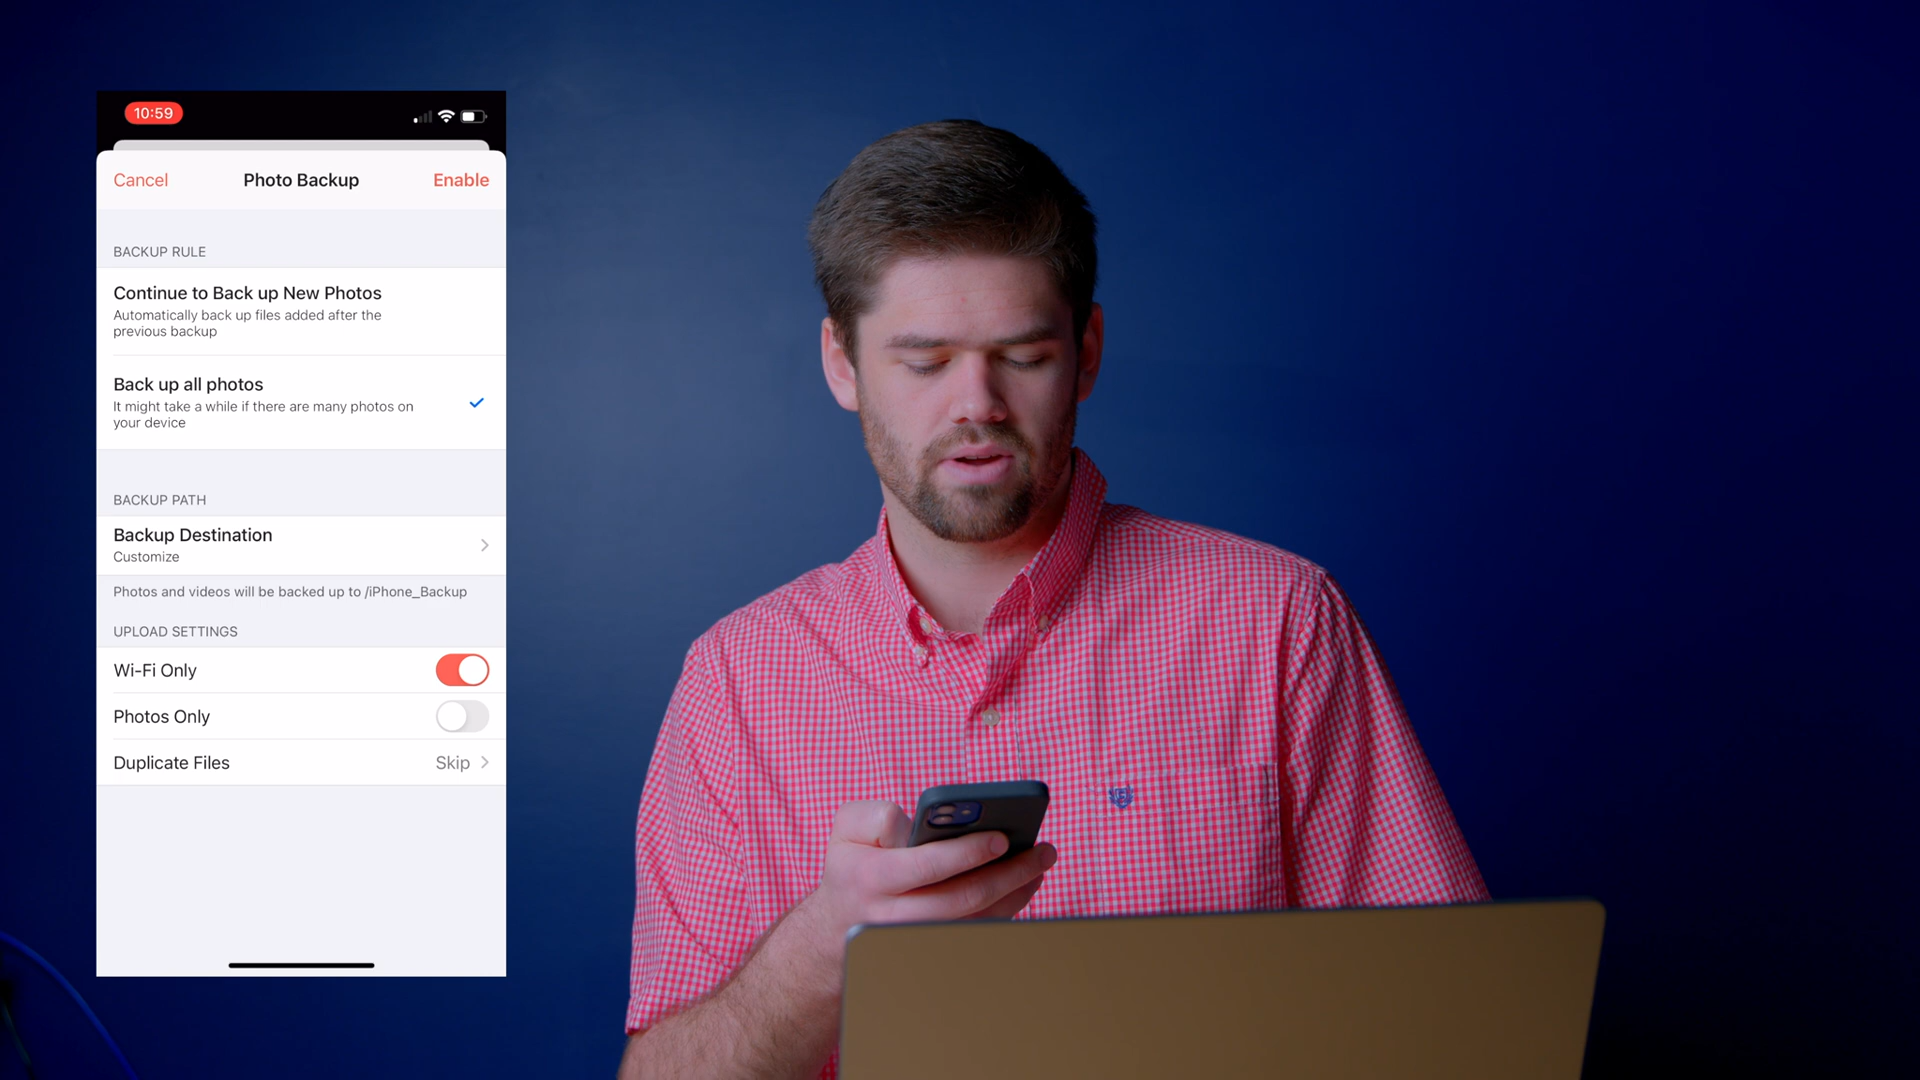 10:59
Cancel Photo Backup Enable
BACKUP RULE
Continue to Back up New Photos
Automatically back up files added after the
previous backup
Back up all photos
It might take a while if there are many photos on
your device
BACKUP PATH
Backup Destination
Customize
Photos and videos will be backed up to /iPhone_Backup
UPLOAD SETTINGS
Wi-Fi Only
Photos Only
Duplicate Files Skip